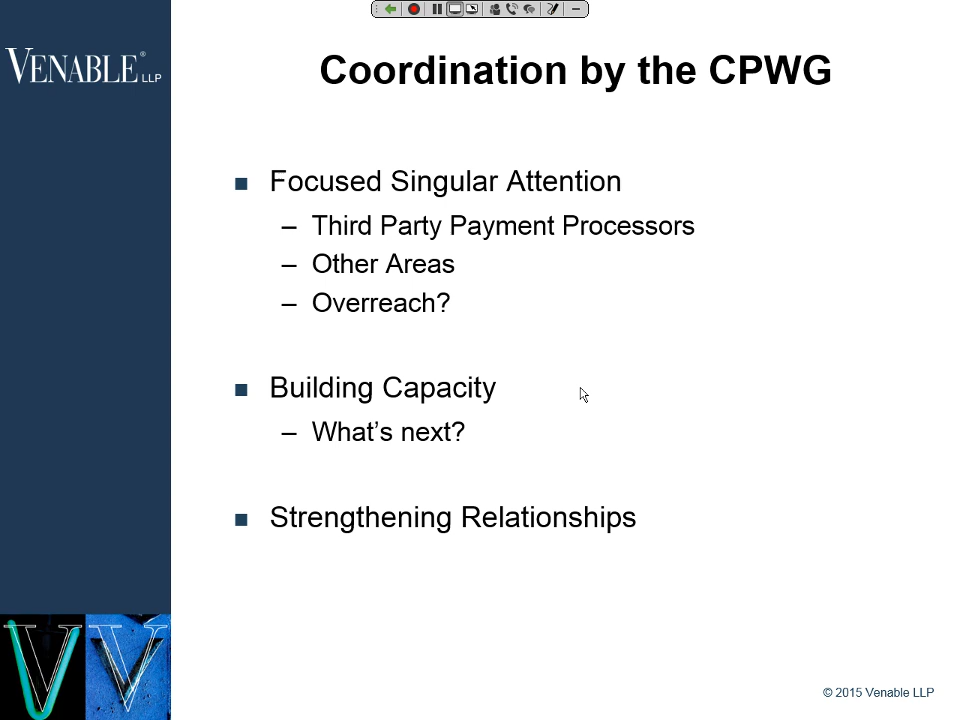 VENABLE® LLP
Coordination by the CPWG
■ Focused Singular Attention
– Third Party Payment Processors
– Other Areas
– Overreach?
■ Building Capacity
– What's next?
■ Strengthening Relationships
V V
© 2015 Venable LLP